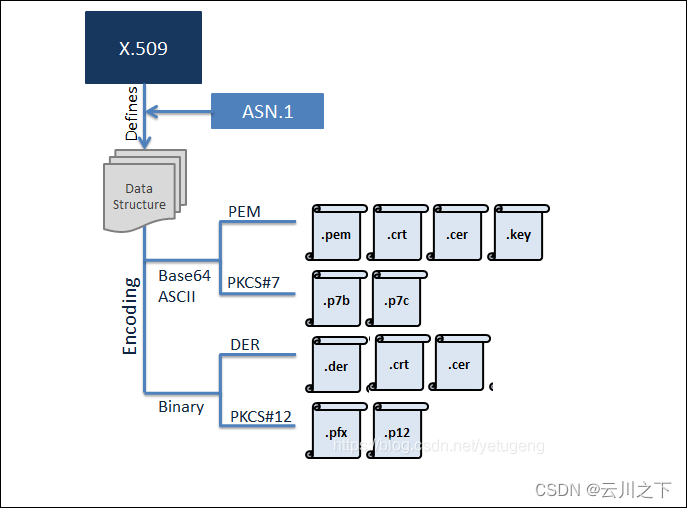 X.509
Defines
ASN.1
Data
Structure
Encoding
PEM
.pem
.crt
.cer
.key
Base64
ASCII
PKCS#7
.p7b
.p7c
DER
.der
.crt
.cer
Binary
PKCS#12
.pfx
.p12
https://blog.csdn.net/yetugeng
CSDN @云川之下